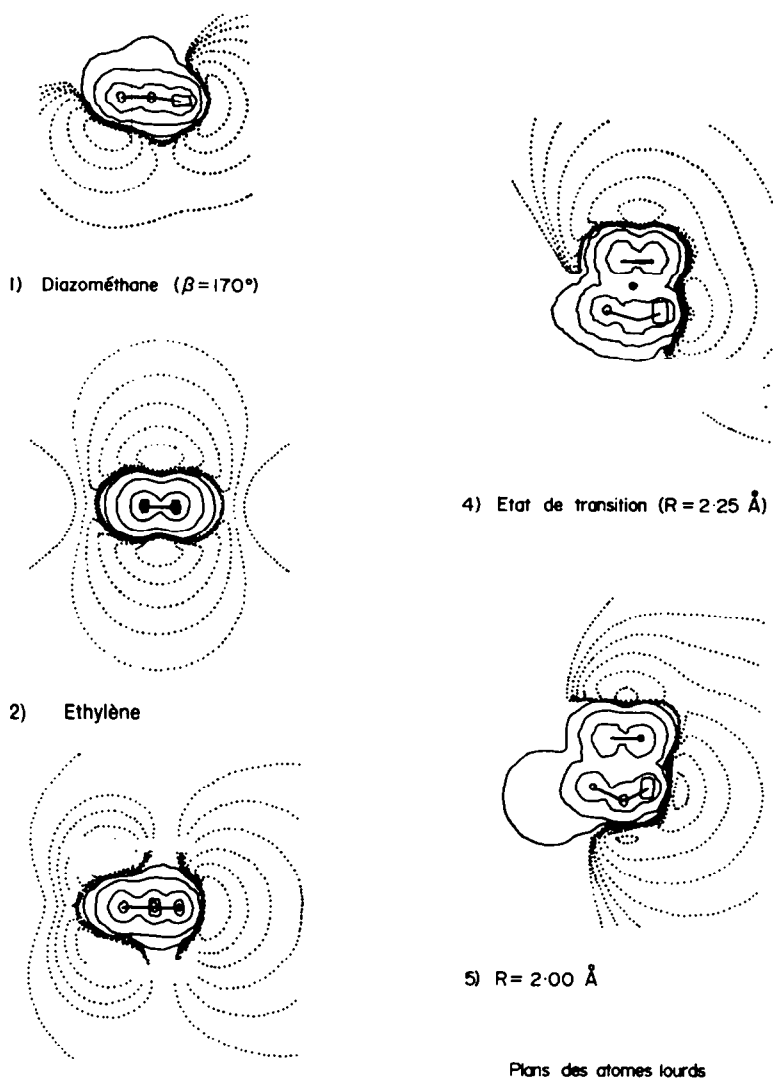 1) Diazométhane (β = 170°)
2) Ethylène
4) Etat de transition (R = 2·25 Å)
5) R = 2·00 Å
Plans des atomes lourds